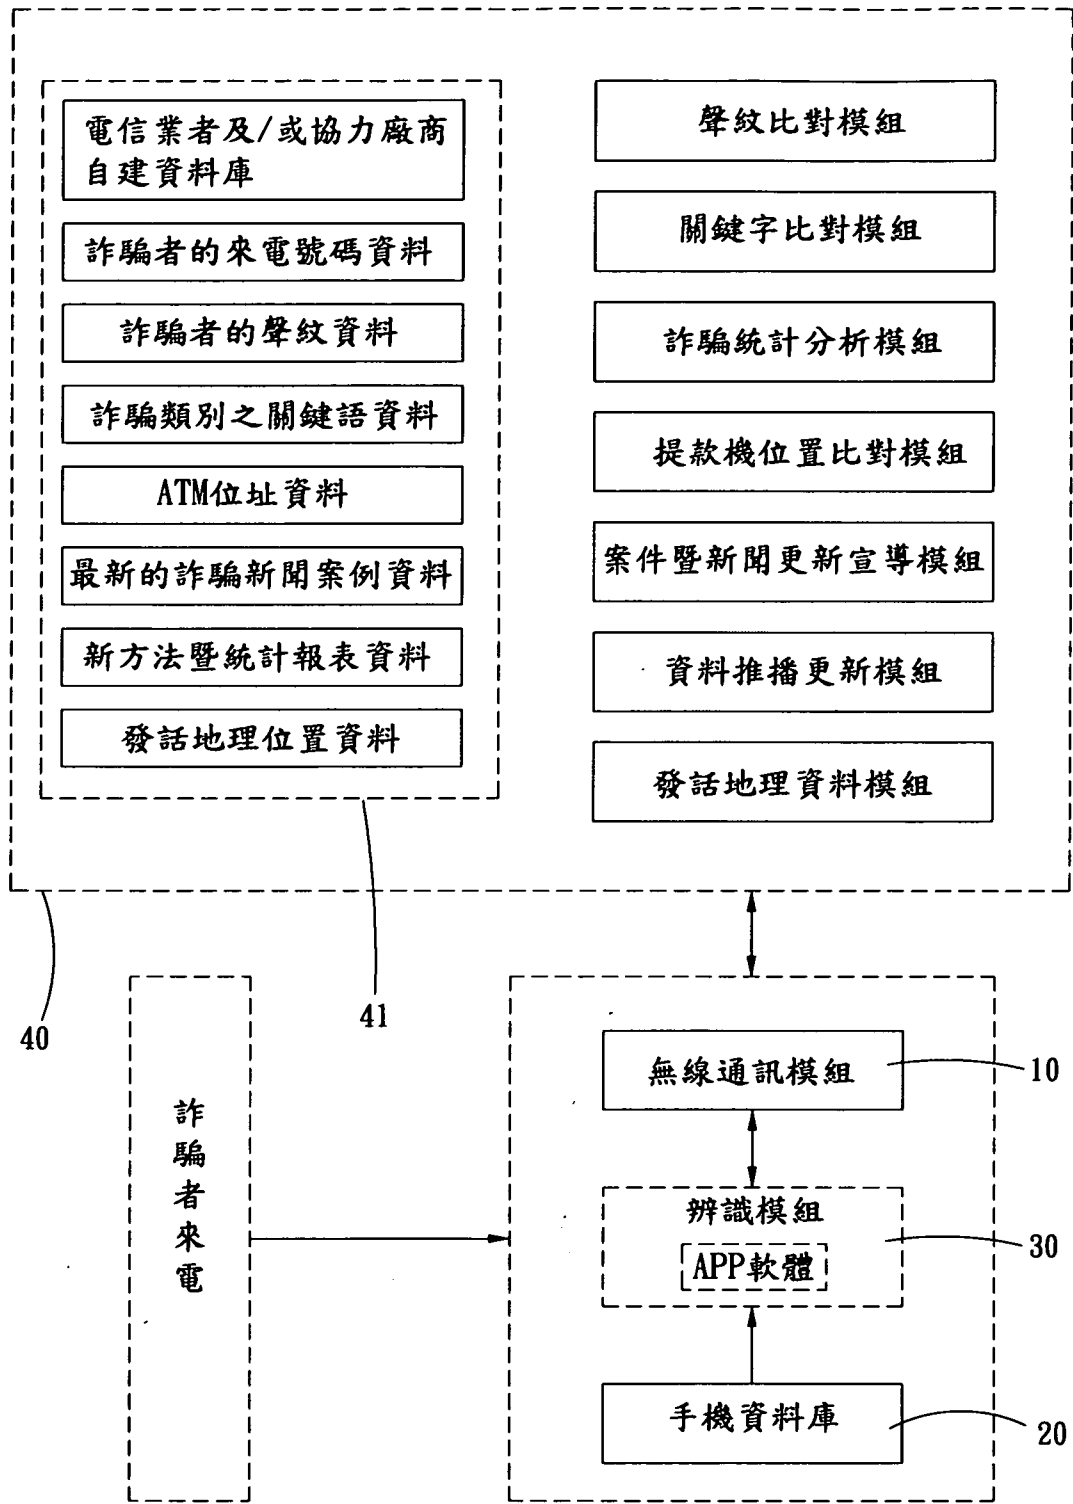 電信業者及/或協力廠商
自建資料庫
詐騙者的來電號碼資料
詐騙者的聲紋資料
詐騙類別之關鍵語資料
ATM位址資料
最新的詐騙新聞案例資料
新方法暨統計報表資料
發話地理位置資料
聲紋比對模組
關鍵字比對模組
詐騙統計分析模組
提款機位置比對模組
案件暨新聞更新宣導模組
資料推播更新模組
發話地理資料模組
40
41
詐騙者來電
無線通訊模組
10
辨識模組
APP軟體
30
手機資料庫
20